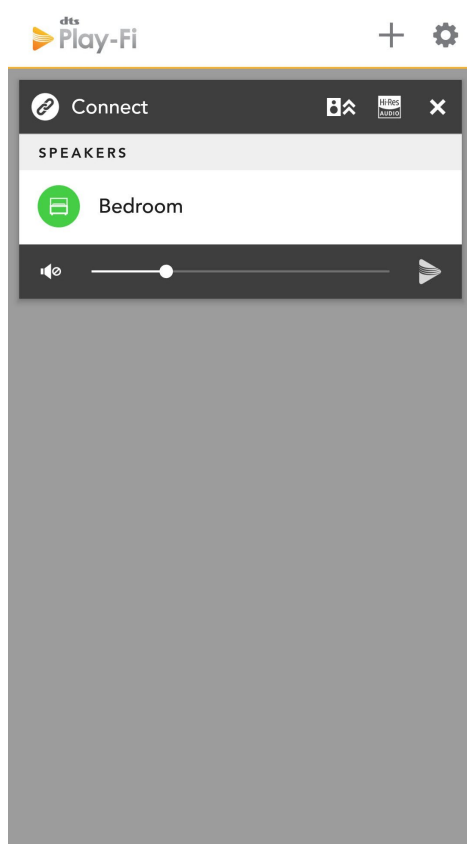 dts
Play-Fi
Connect
Hi-Res
AUDIO
SPEAKERS
Bedroom